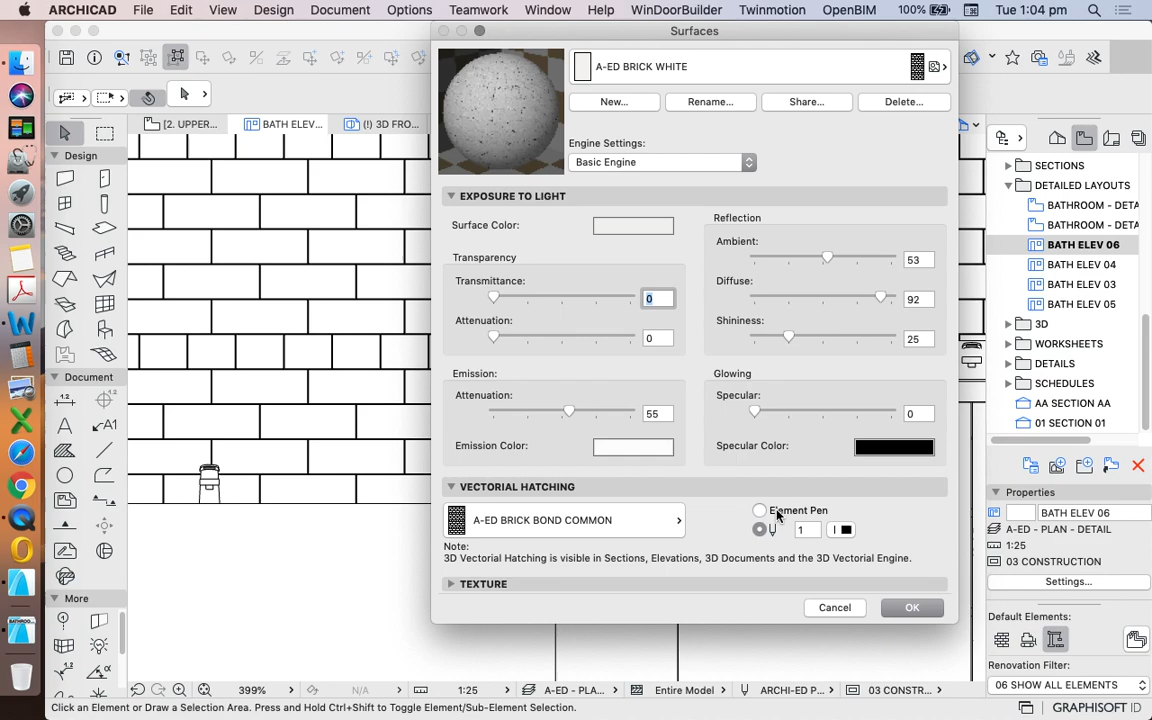 ARCHICAD File Edit View Design Document Options Teamwork Window Help WinDoorBuilder Twinmotion OpenBIM 100% Tue 1:04 pm
Surfaces
A-ED BRICK WHITE
New... Rename... Share... Delete...
Engine Settings:
Basic Engine
[2. UPPER... BATH ELEV... (!) 3D FRO...
Design
EXPOSURE TO LIGHT
Surface Color:
Reflection
Transparency
Ambient:
53
Transmittance:
0
Diffuse:
92
Attenuation:
0
Shininess:
25
Emission:
Glowing
Attenuation:
55
Specular:
0
Emission Color:
Specular Color:
VECTORIAL HATCHING
A-ED BRICK BOND COMMON
Element Pen
1
Note:
3D Vectorial Hatching is visible in Sections, Elevations, 3D Documents and the 3D Vectorial Engine.
TEXTURE
Cancel OK
Document
A1
More
SECTIONS
DETAILED LAYOUTS
BATHROOM - DETA
BATHROOM - DETA
BATH ELEV 06
BATH ELEV 04
BATH ELEV 03
BATH ELEV 05
3D
WORKSHEETS
DETAILS
SCHEDULES
AA SECTION AA
01 SECTION 01
Properties
BATH ELEV 06
A-ED - PLAN - DETAIL
1:25
03 CONSTRUCTION
Settings...
Default Elements:
Renovation Filter:
06 SHOW ALL ELEMENTS
399% N/A 1:25 A-ED - PLA... Entire Model ARCHI-ED P... 03 CONSTR...
Click an Element or Draw a Selection Area. Press and Hold Ctrl+Shift to Toggle Element/Sub-Element Selection.
GRAPHISOFT ID